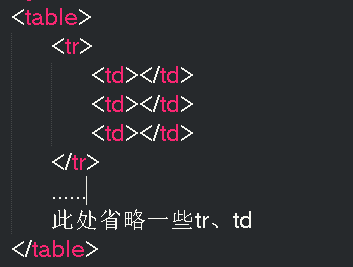 <table>
<tr>
<td></td>
<td></td>
<td></td>
</tr>
......
此处省略一些tr、td
</table>